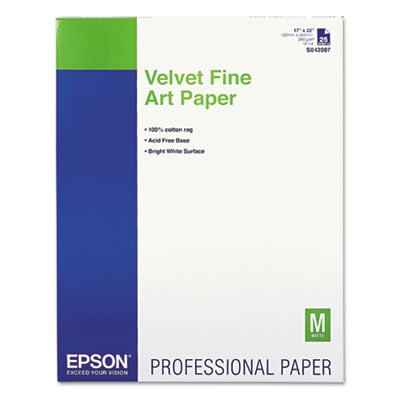 17" x 22"
25
S042097
Velvet Fine
Art Paper
• 100% cotton rag
• Acid Free Base
• Bright White Surface
M
MATTE
EPSON
EXCEED YOUR VISION
PROFESSIONAL PAPER